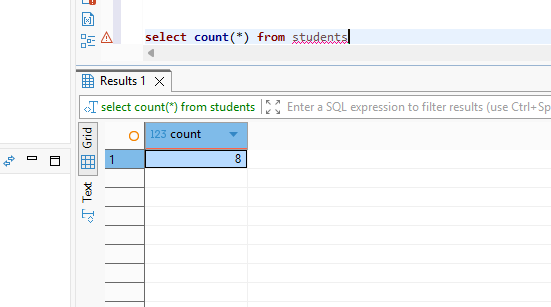 select count(*) from students
Results 1
select count(*) from students
Enter a SQL expression to filter results (use Ctrl+Sp
Grid
123 count
1 8
Text